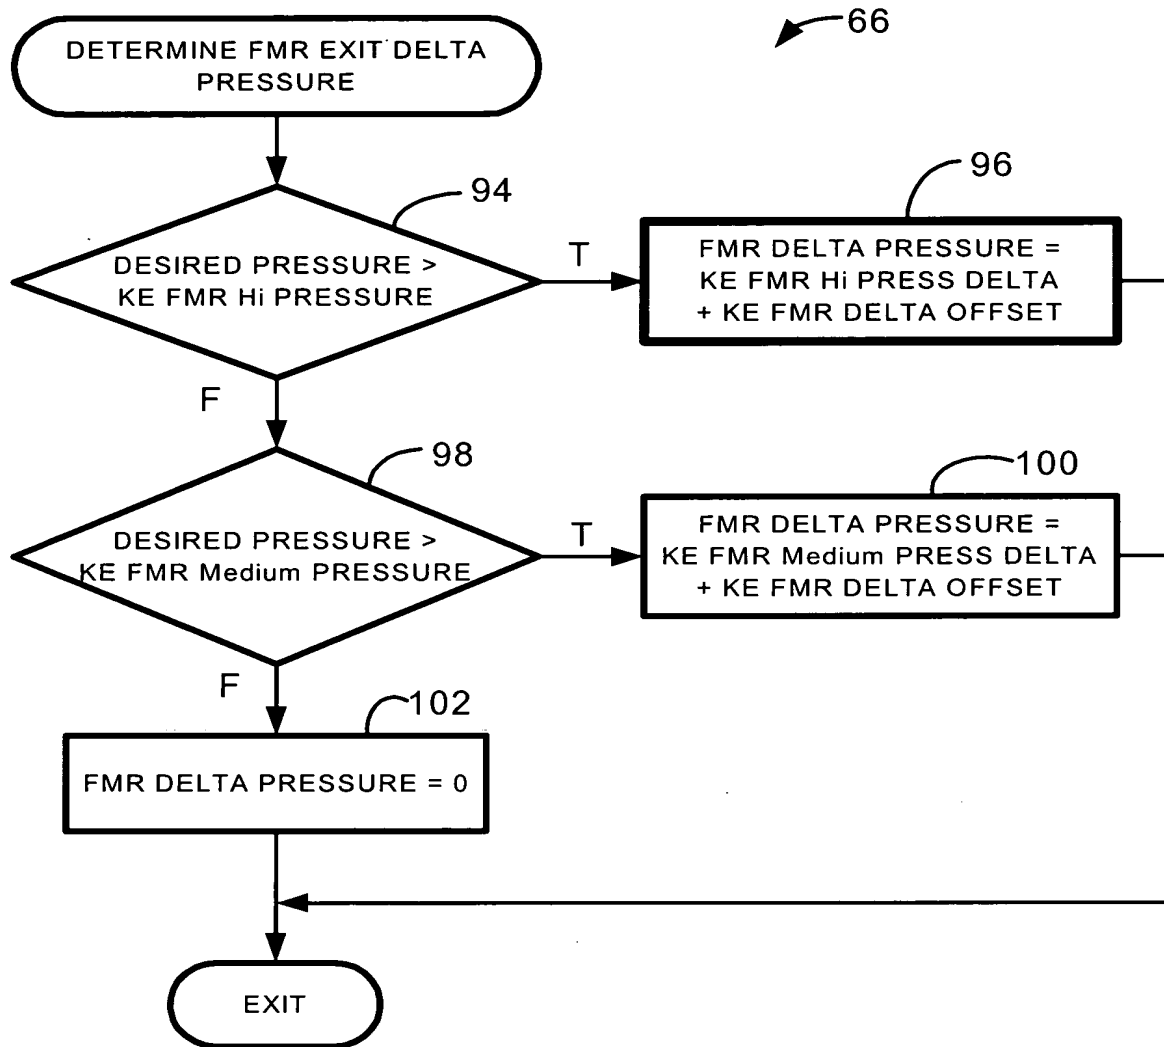 66
DETERMINE FMR EXIT DELTA
PRESSURE
94
DESIRED PRESSURE >
KE FMR Hi PRESSURE
T
F
96
FMR DELTA PRESSURE =
KE FMR Hi PRESS DELTA
+ KE FMR DELTA OFFSET
98
DESIRED PRESSURE >
KE FMR Medium PRESSURE
T
F
100
FMR DELTA PRESSURE =
KE FMR Medium PRESS DELTA
+ KE FMR DELTA OFFSET
102
FMR DELTA PRESSURE = 0
EXIT